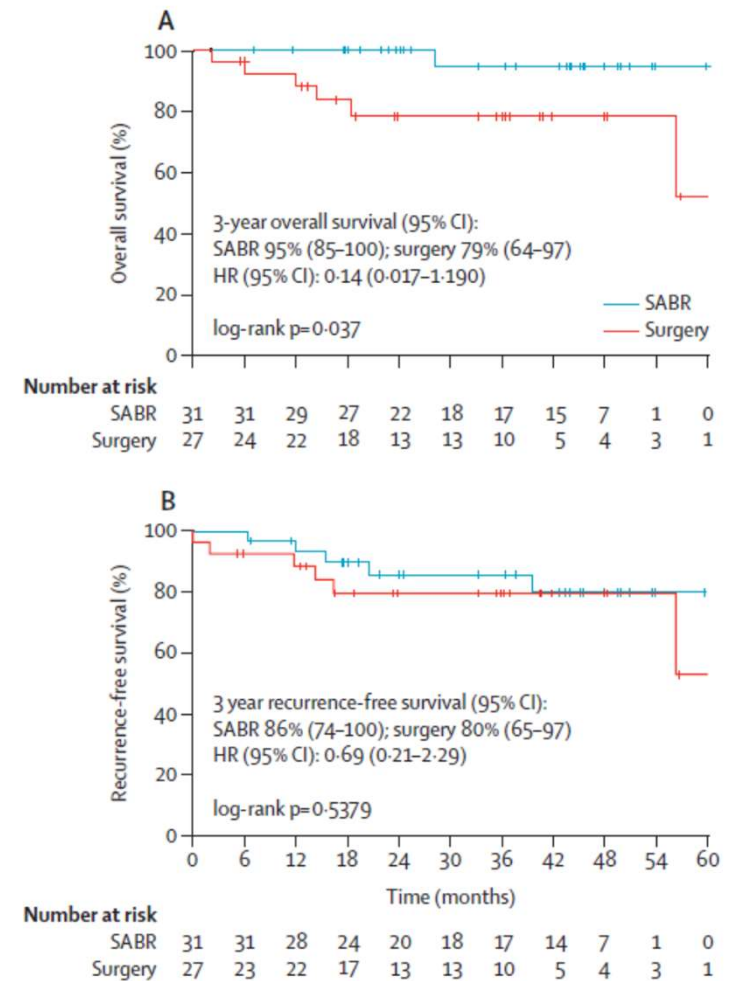 A
100
80
60
40
20
0
Overall survival (%)
3-year overall survival (95% CI):
SABR 95% (85–100); surgery 79% (64–97)
HR (95% CI): 0·14 (0·017–1·190)
log-rank p=0·037
SABR
Surgery
Number at risk
SABR 31 31 29 27 22 18 17 15 7 1 0
Surgery 27 24 22 18 13 13 10 5 4 3 1
B
100
80
60
40
20
0
Recurrence-free survival (%)
3 year recurrence-free survival (95% CI):
SABR 86% (74–100); surgery 80% (65–97)
HR (95% CI): 0·69 (0·21–2·29)
log-rank p=0·5379
0 6 12 18 24 30 36 42 48 54 60
Time (months)
Number at risk
SABR 31 31 28 24 20 18 17 14 7 1 0
Surgery 27 23 22 17 13 13 10 5 4 3 1